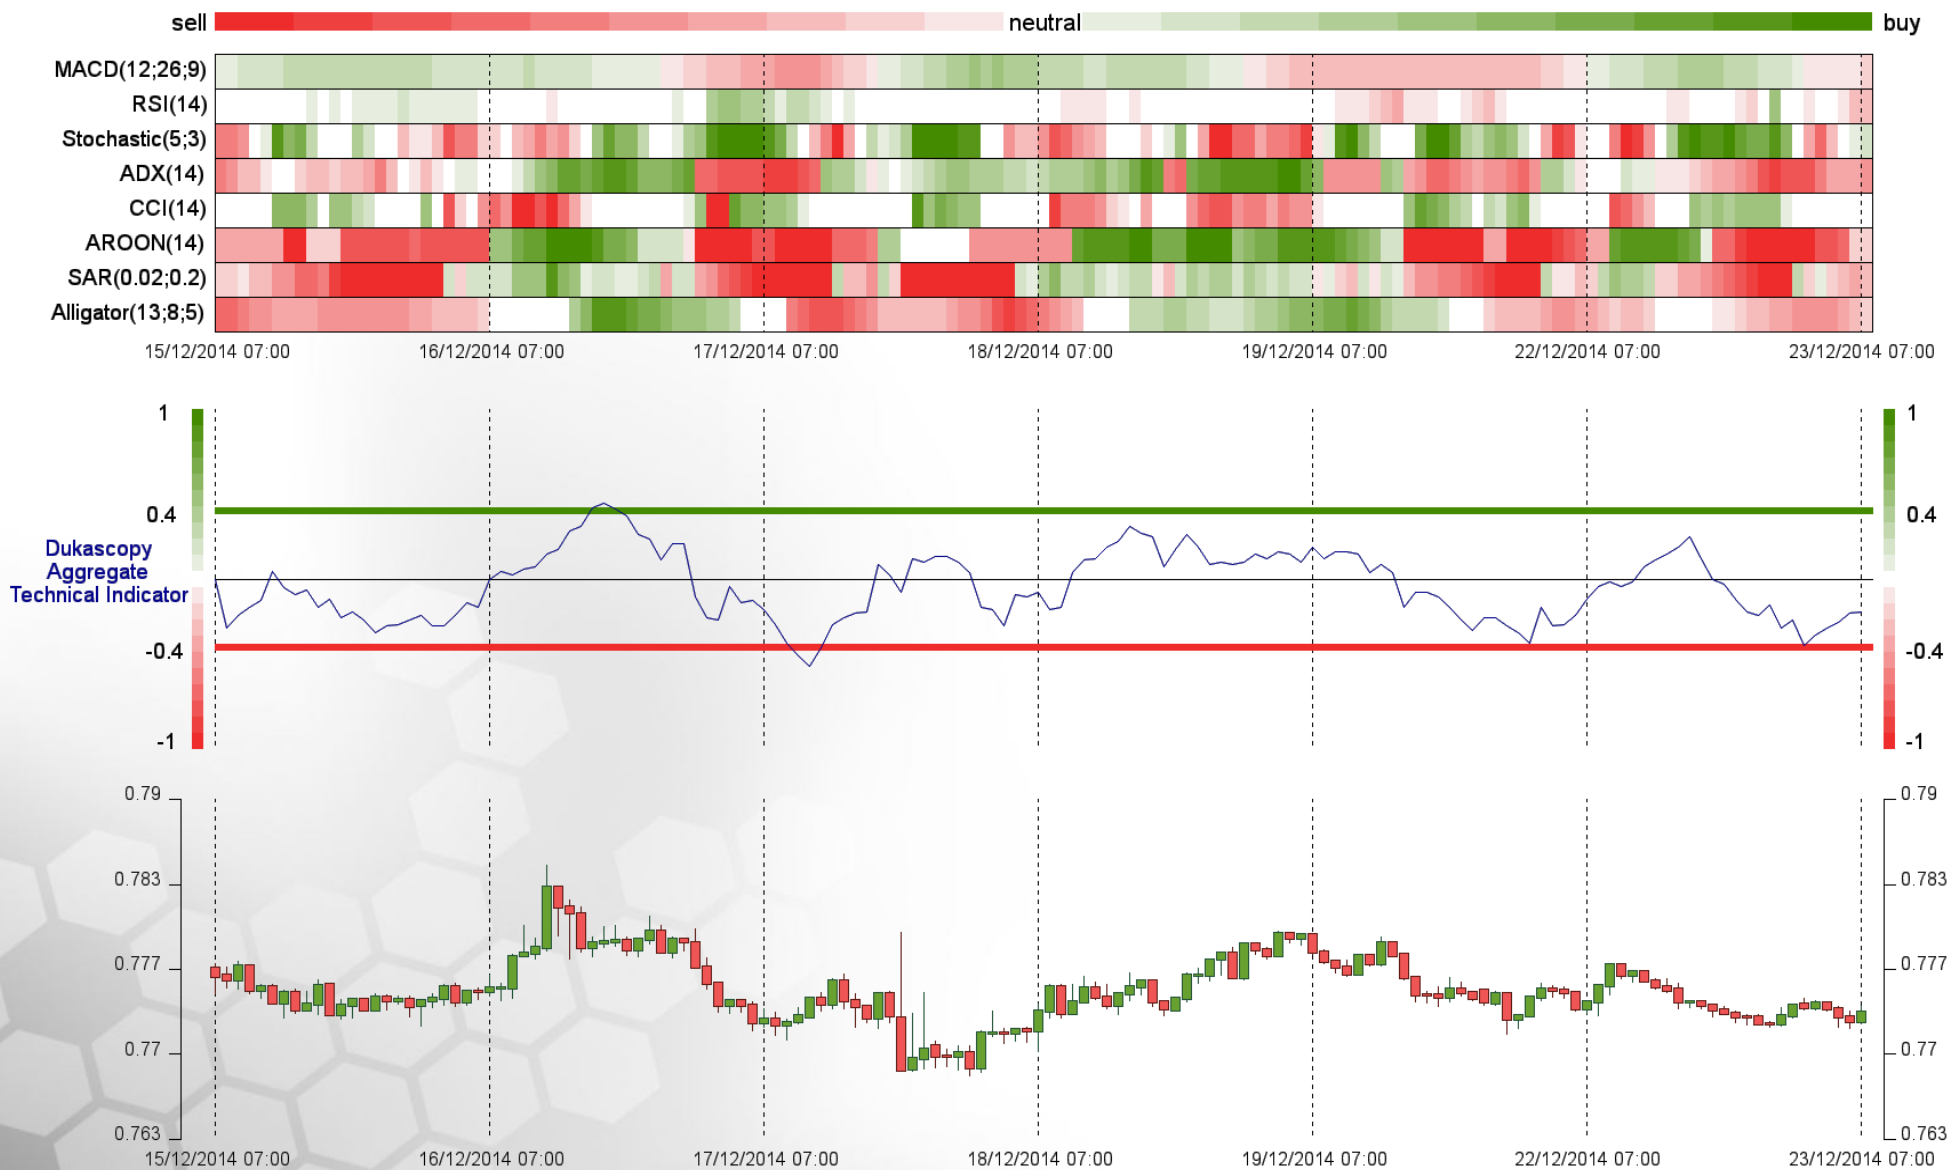 sell neutral buy
MACD(12;26;9)
RSI(14)
Stochastic(5;3)
ADX(14)
CCI(14)
AROON(14)
SAR(0.02;0.2)
Alligator(13;8;5)
15/12/2014 07:00 16/12/2014 07:00 17/12/2014 07:00 18/12/2014 07:00 19/12/2014 07:00 22/12/2014 07:00 23/12/2014 07:00
1 1
0.4 0.4
Dukascopy
Aggregate
Technical Indicator
-0.4 -0.4
-1 -1
0.79 0.79
0.783 0.783
0.777 0.777
0.77 0.77
0.763 0.763
15/12/2014 07:00 16/12/2014 07:00 17/12/2014 07:00 18/12/2014 07:00 19/12/2014 07:00 22/12/2014 07:00 23/12/2014 07:00